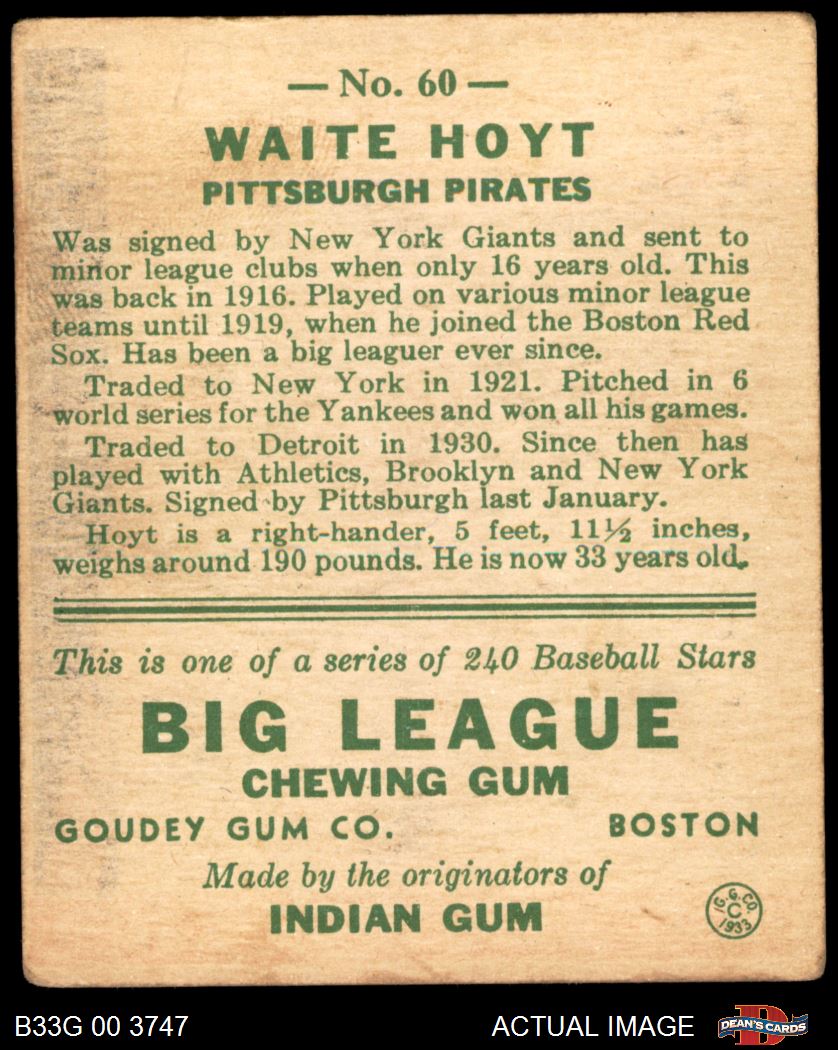 — No. 60 —
WAITE HOYT
PITTSBURGH PIRATES
Was signed by New York Giants and sent to
minor league clubs when only 16 years old. This
was back in 1916. Played on various minor league
teams until 1919, when he joined the Boston Red
Sox. Has been a big leaguer ever since.
Traded to New York in 1921. Pitched in 6
world series for the Yankees and won all his games.
Traded to Detroit in 1930. Since then has
played with Athletics, Brooklyn and New York
Giants. Signed by Pittsburgh last January.
Hoyt is a right-hander, 5 feet, 11½ inches,
weighs around 190 pounds. He is now 33 years old.
This is one of a series of 240 Baseball Stars
BIG LEAGUE
CHEWING GUM
GOUDEY GUM CO. BOSTON
Made by the originators of
INDIAN GUM
G. G. CO.
C
1933
B33G 00 3747 ACTUAL IMAGE D DEAN'S CARDS